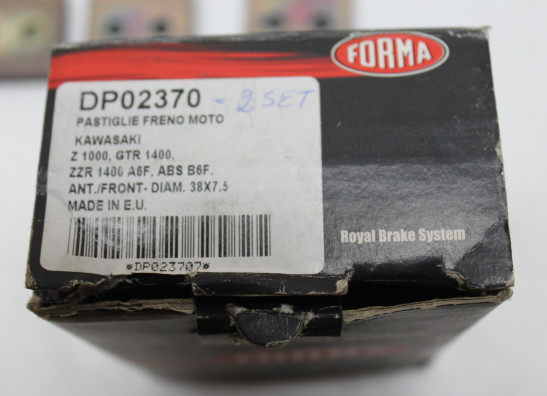 FORMA
DP02370 - 2 SET
PASTIGLIE FRENO MOTO
KAWASAKI
Z 1000, GTR 1400,
ZZR 1400 A6F, ABS B6F,
ANT./FRONT- DIAM. 38X7.5
MADE IN E.U.
*DP023707*
Royal Brake System